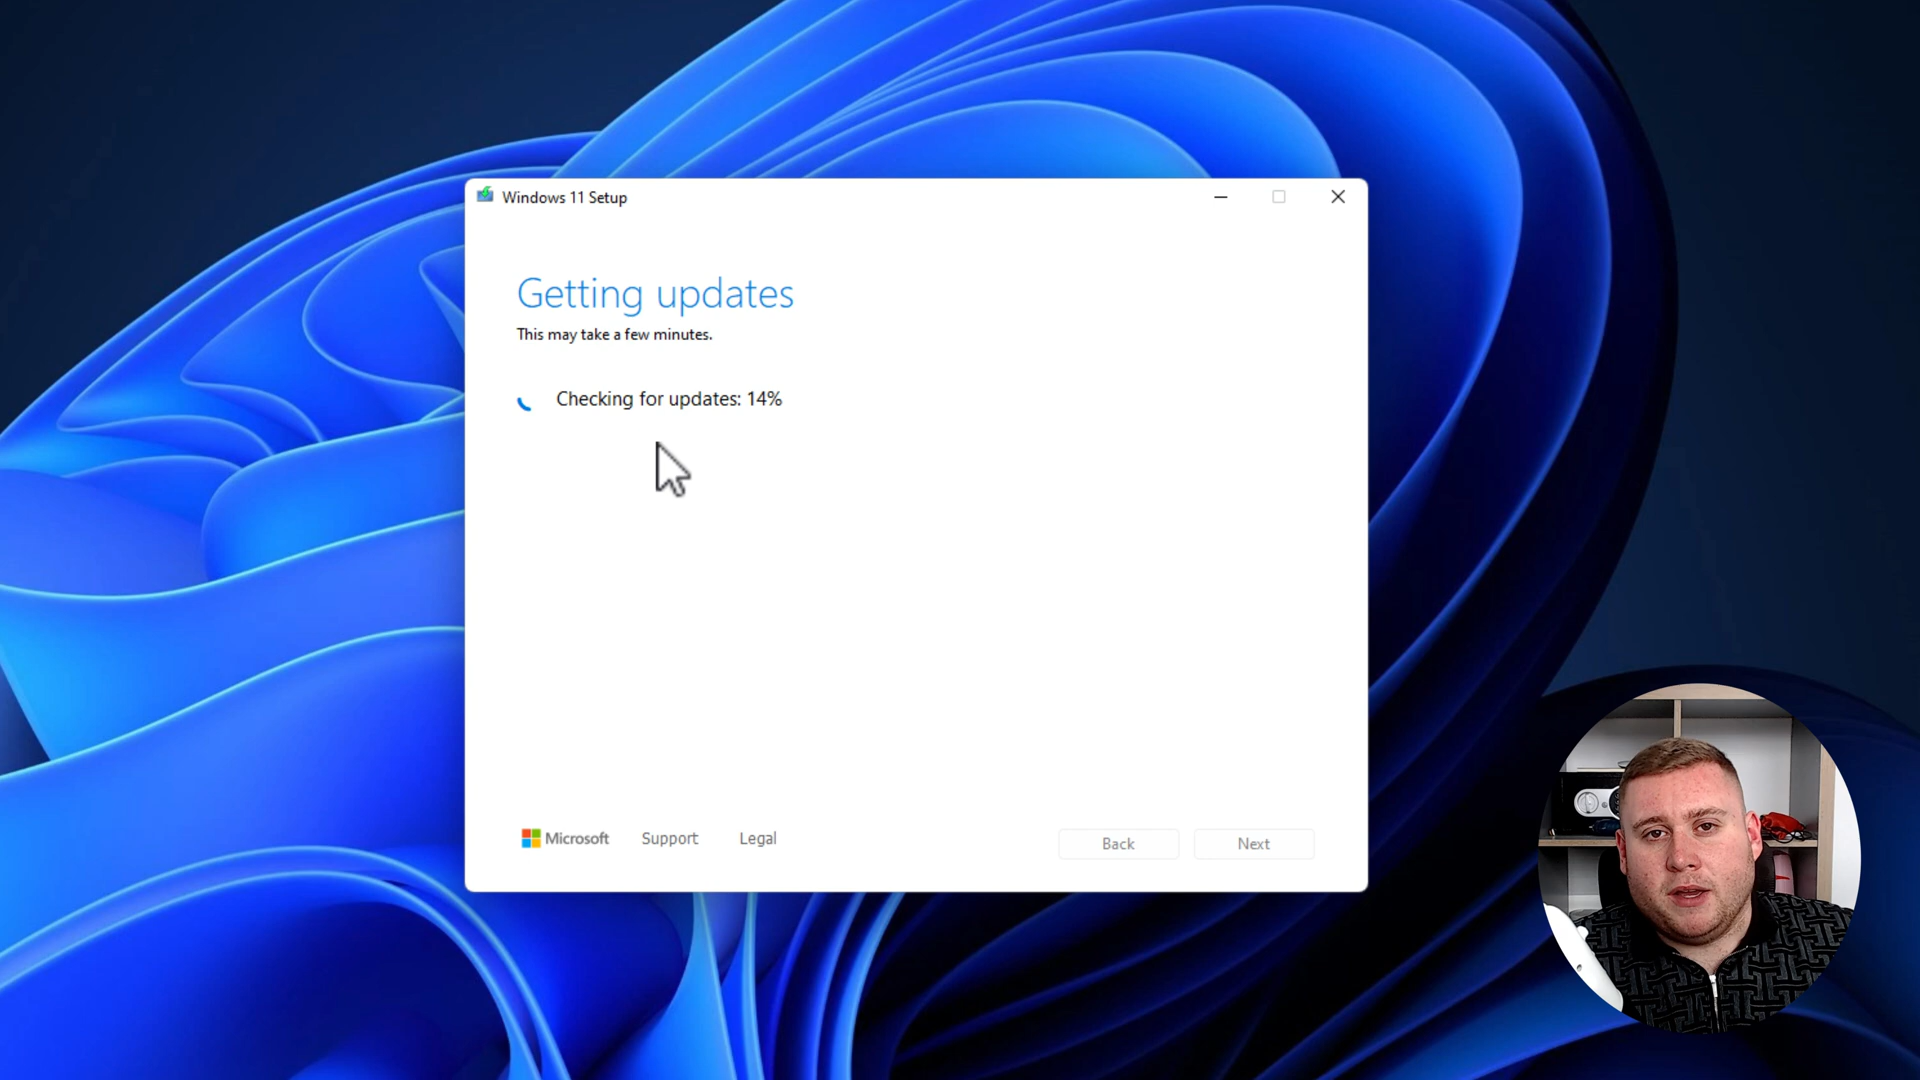 Windows 11 Setup
Getting updates
This may take a few minutes.
Checking for updates: 14%
Microsoft
Support
Legal
Back
Next